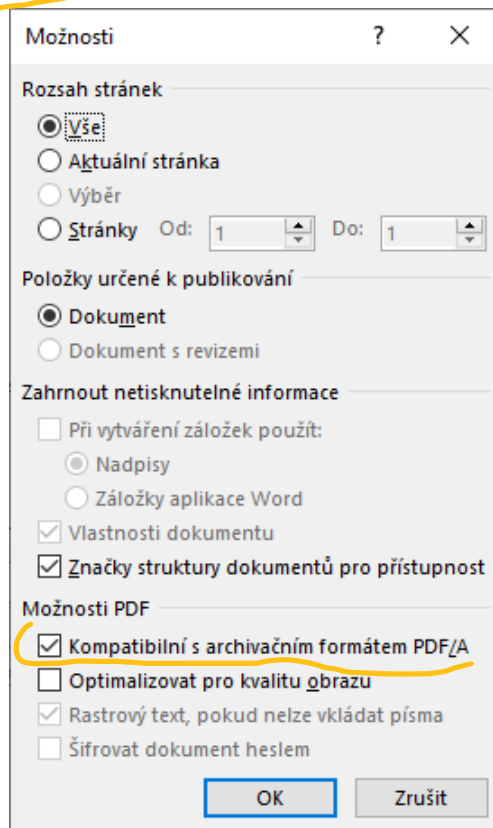 Možnosti ? ×
Rozsah stránek
Vše
Aktuální stránka
Výběr
Stránky Od: 1 Do: 1
Položky určené k publikování
Dokument
Dokument s revizemi
Zahrnout netisknutelné informace
Při vytváření záložek použít:
Nadpisy
Záložky aplikace Word
Vlastnosti dokumentu
Značky struktury dokumentů pro přístupnost
Možnosti PDF
Kompatibilní s archivačním formátem PDF/A
Optimalizovat pro kvalitu obrazu
Rastrový text, pokud nelze vkládat písma
Šifrovat dokument heslem
OK Zrušit